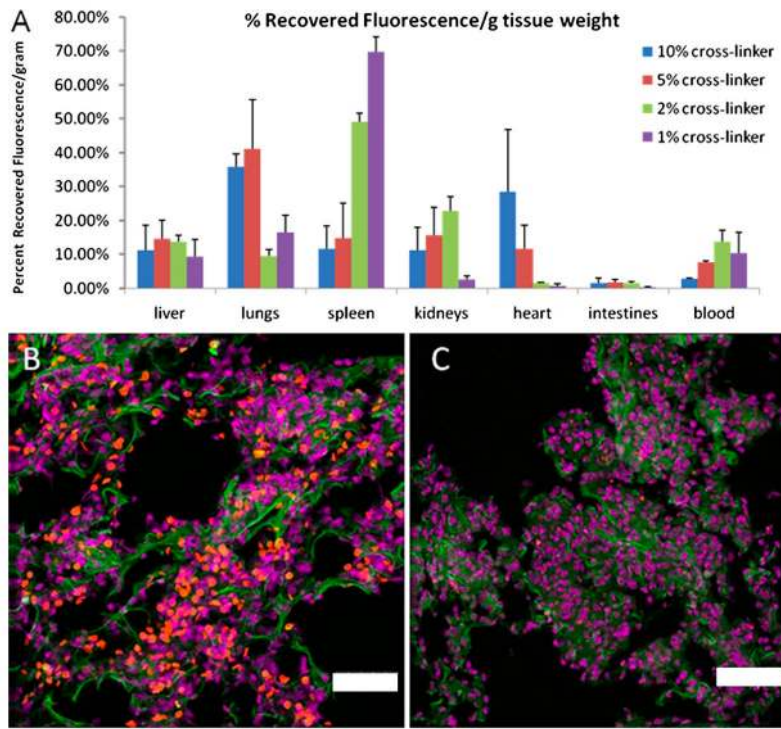 A
% Recovered Fluorescence/g tissue weight
Percent Recovered Fluorescence/gram
80.00%
70.00%
60.00%
50.00%
40.00%
30.00%
20.00%
10.00%
0.00%
10% cross-linker
5% cross-linker
2% cross-linker
1% cross-linker
liver lungs spleen kidneys heart intestines blood
B
C